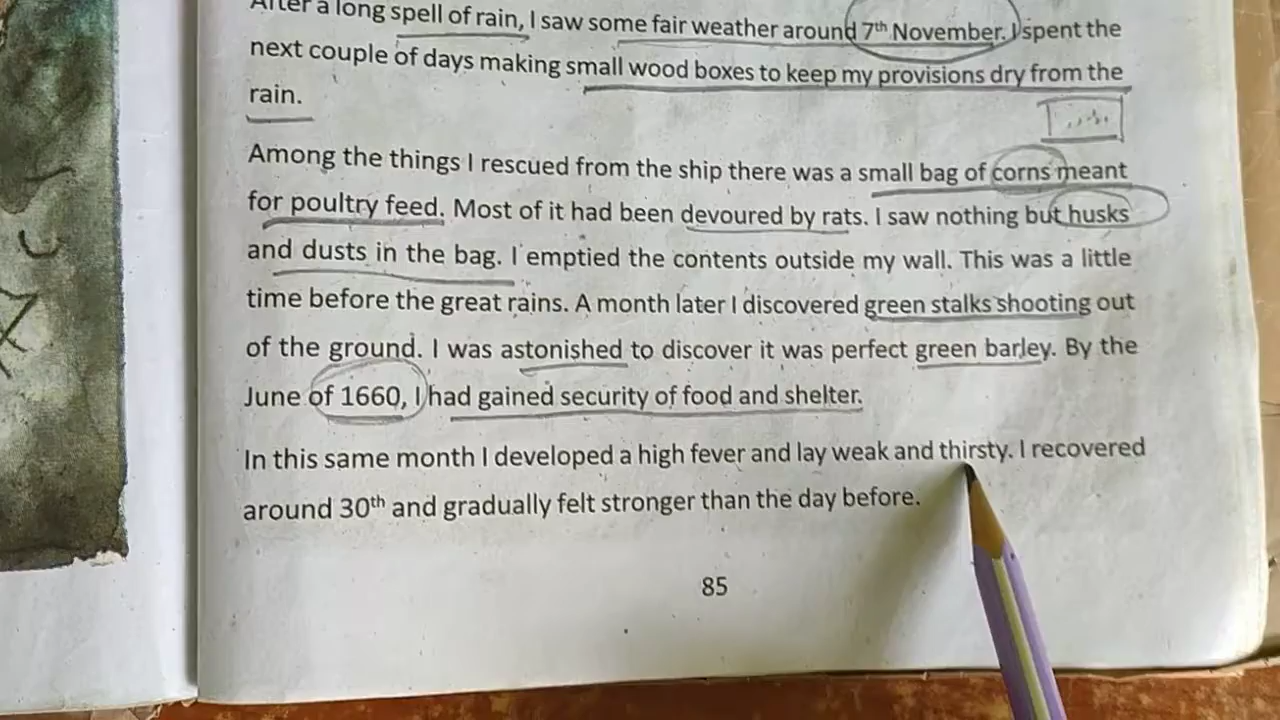 After a long spell of rain, I saw some fair weather around 7th November. I spent the
next couple of days making small wood boxes to keep my provisions dry from the
rain.
Among the things I rescued from the ship there was a small bag of corns meant
for poultry feed. Most of it had been devoured by rats. I saw nothing but husks
and dusts in the bag. I emptied the contents outside my wall. This was a little
time before the great rains. A month later I discovered green stalks shooting out
of the ground. I was astonished to discover it was perfect green barley. By the
June of 1660, I had gained security of food and shelter.
In this same month I developed a high fever and lay weak and thirsty. I recovered
around 30th and gradually felt stronger than the day before.
85